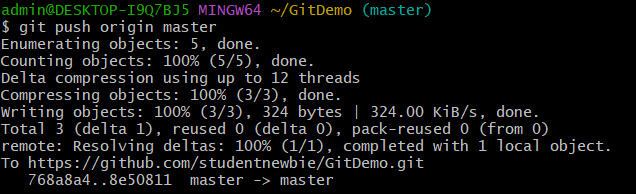 admin@DESKTOP-I9Q7BJ5 MINGW64 ~/GitDemo (master)
$ git push origin master
Enumerating objects: 5, done.
Counting objects: 100% (5/5), done.
Delta compression using up to 12 threads
Compressing objects: 100% (3/3), done.
Writing objects: 100% (3/3), 324 bytes | 324.00 KiB/s, done.
Total 3 (delta 1), reused 0 (delta 0), pack-reused 0 (from 0)
remote: Resolving deltas: 100% (1/1), completed with 1 local object.
To https://github.com/studentnewbie/GitDemo.git
   768a8a4..8e50811  master -> master